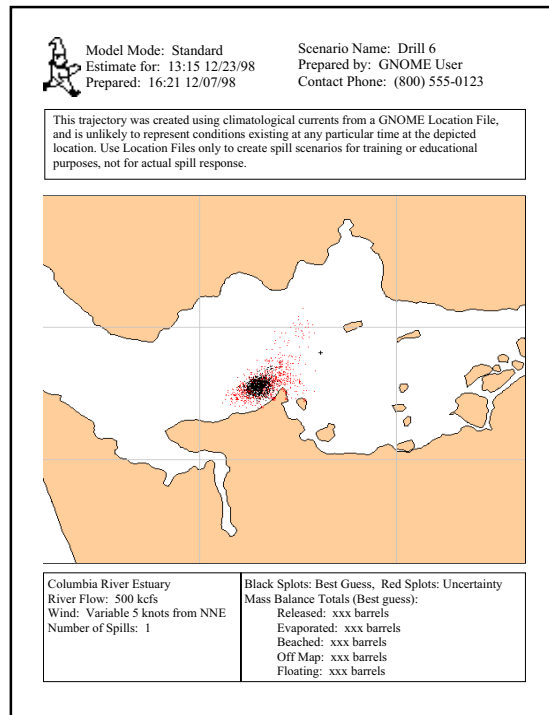 Model Mode: Standard
Estimate for: 13:15 12/23/98
Prepared: 16:21 12/07/98
Scenario Name: Drill 6
Prepared by: GNOME User
Contact Phone: (800) 555-0123
This trajectory was created using climatological currents from a GNOME Location File,
and is unlikely to represent conditions existing at any particular time at the depicted
location. Use Location Files only to create spill scenarios for training or educational
purposes, not for actual spill response.
Columbia River Estuary
River Flow: 500 kcfs
Wind: Variable 5 knots from NNE
Number of Spills: 1
Black Splots: Best Guess, Red Splots: Uncertainty
Mass Balance Totals (Best guess):
Released: xxx barrels
Evaporated: xxx barrels
Beached: xxx barrels
Off Map: xxx barrels
Floating: xxx barrels